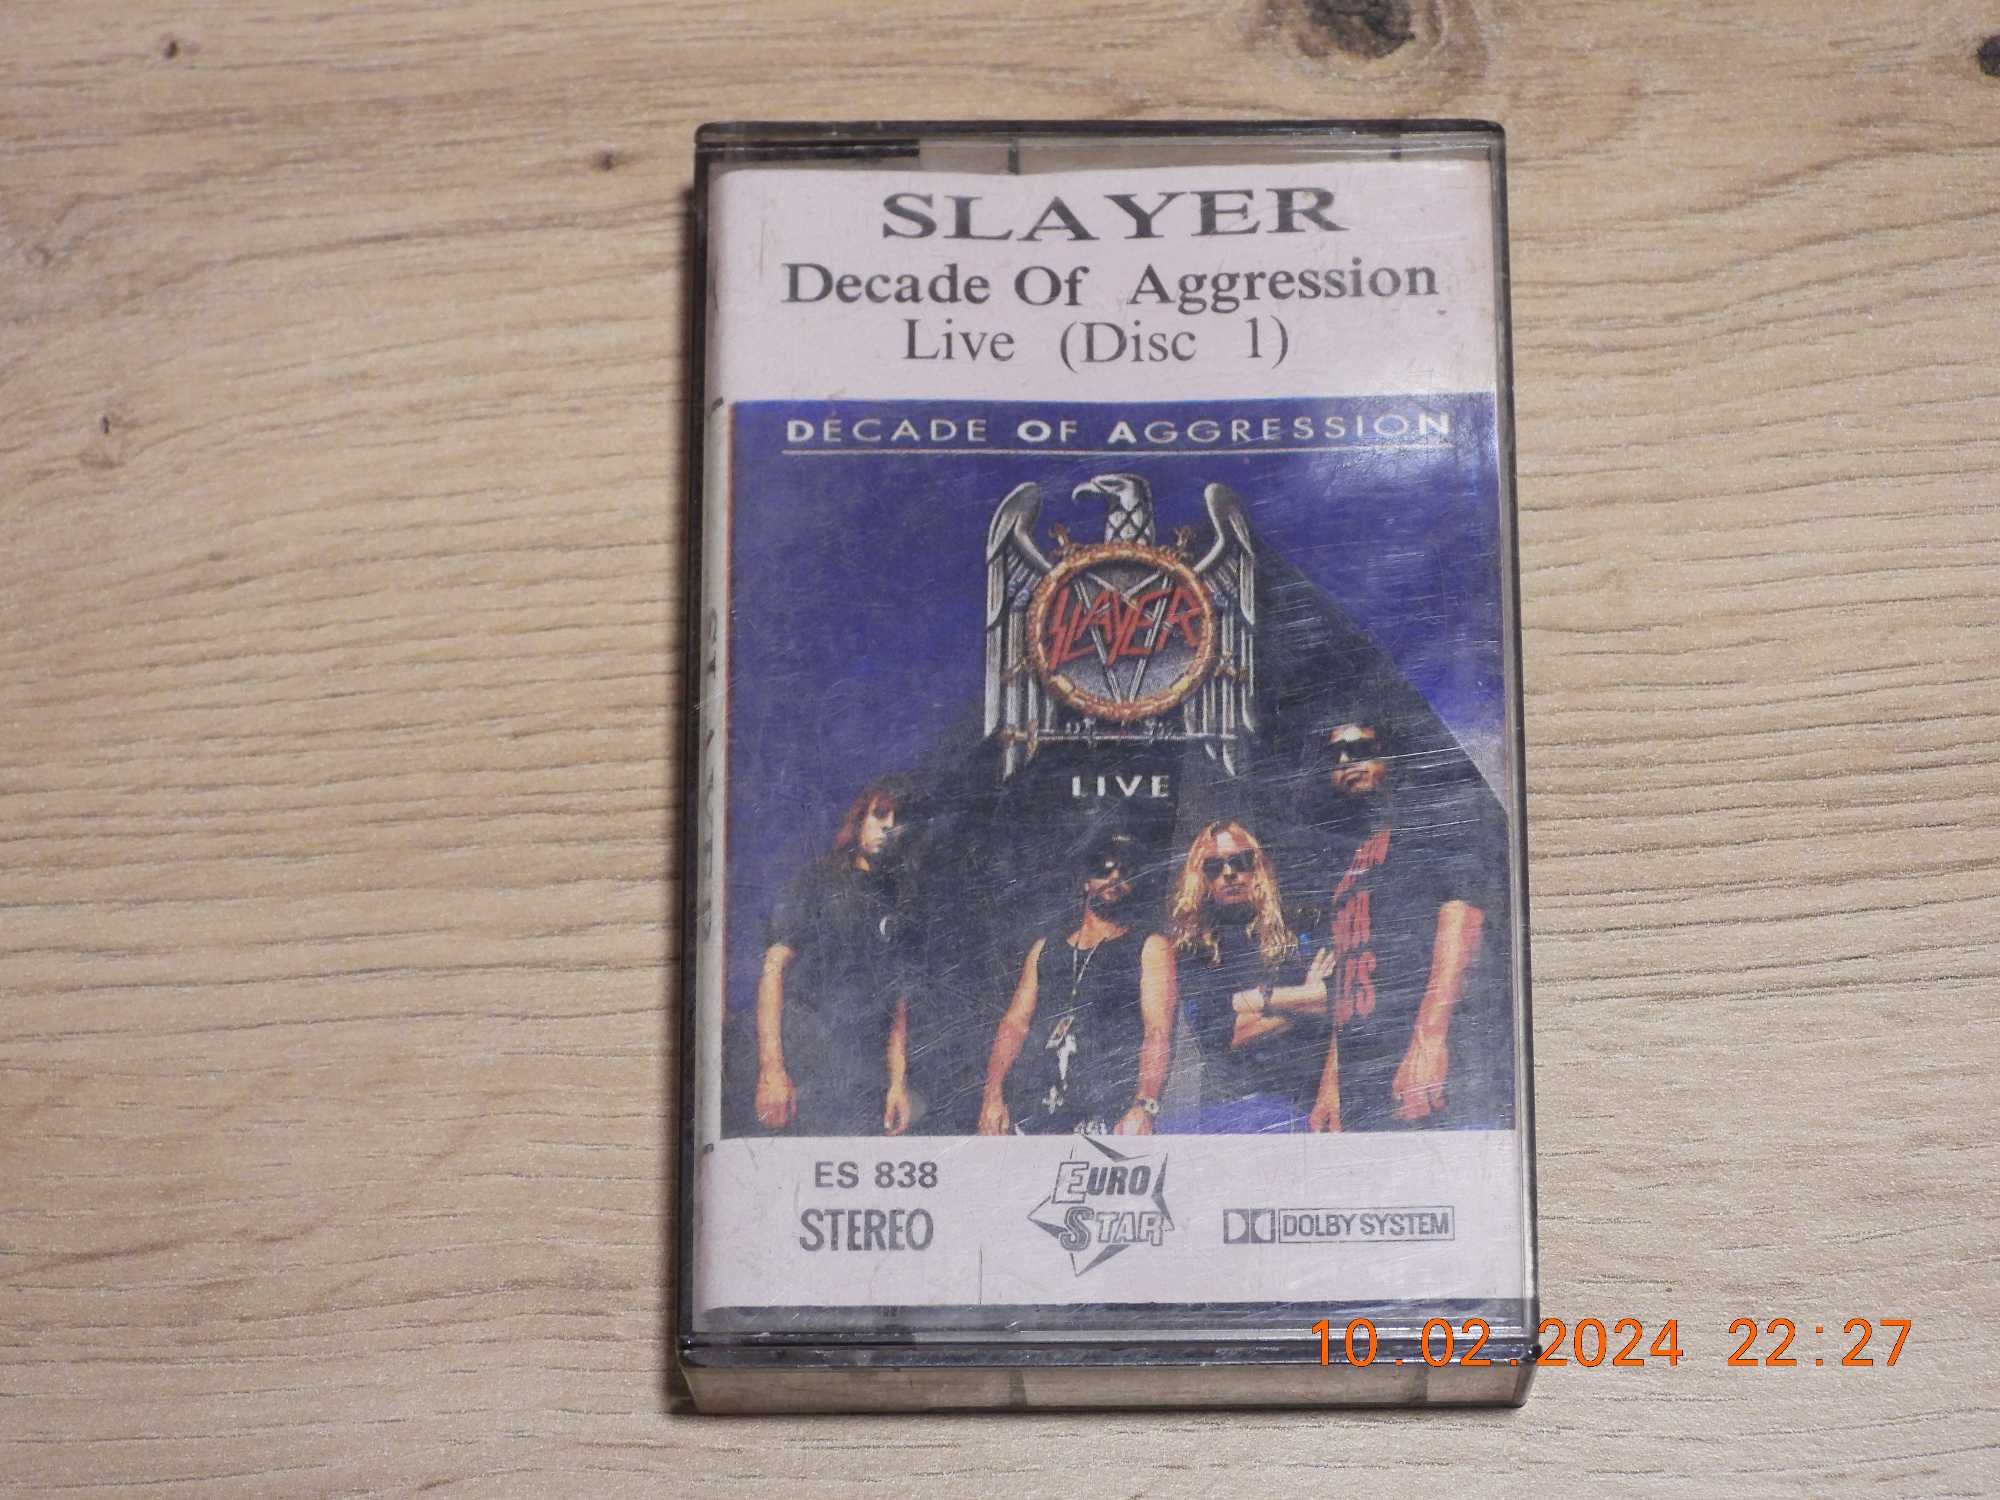 SLAYER
Decade Of Aggression
Live (Disc 1)
DECADE OF AGGRESSION
SLAYER
LIVE
ES 838
STEREO
EURO
STAR
DOLBY SYSTEM
10.02.2024 22:27